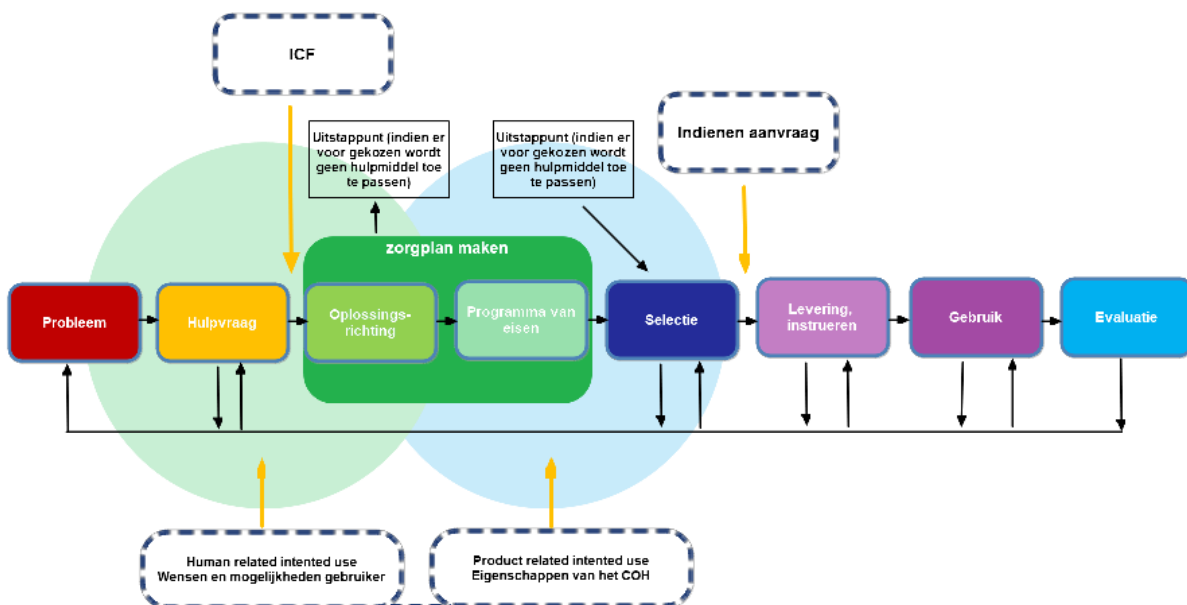 ICF
Uitstappunt (indien er
voor gekozen wordt
geen hulpmiddel toe
te passen)
Uitstappunt (indien er
voor gekozen wordt
geen hulpmiddel toe
te passen)
Indienen aanvraag
zorgplan maken
Probleem
Hulpvraag
Oplossings-
richting
Programma van
eisen
Selectie
Levering,
instrueren
Gebruik
Evaluatie
Human related intented use
Wensen en mogelijkheden gebruiker
Product related intented use
Eigenschappen van het COH